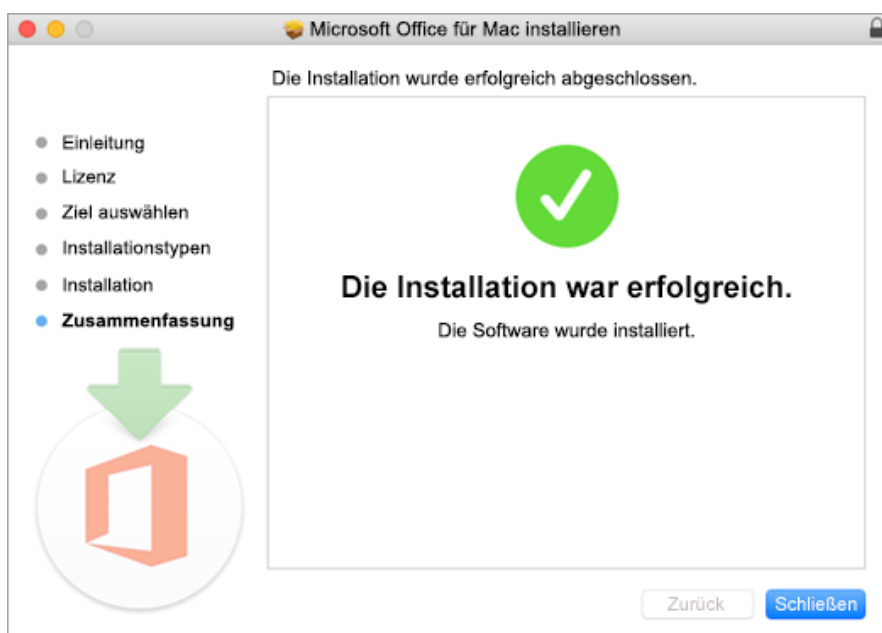 Microsoft Office für Mac installieren
Die Installation wurde erfolgreich abgeschlossen.
Einleitung
Lizenz
Ziel auswählen
Installationstypen
Installation
Zusammenfassung
Die Installation war erfolgreich.
Die Software wurde installiert.
Zurück
Schließen